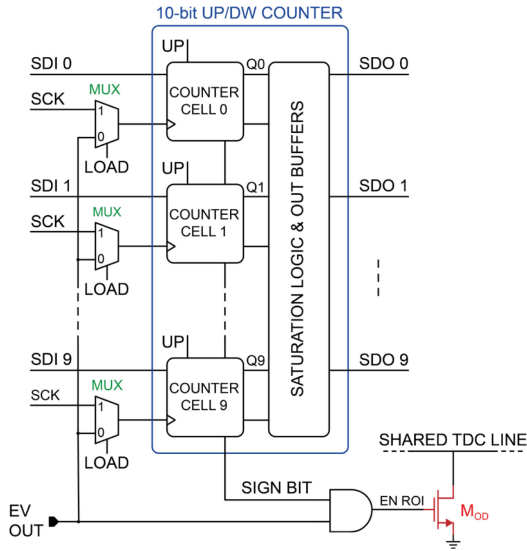 10-bit UP/DW COUNTER
UP
SDI 0
Q0
SDO 0
MUX
SCK
1
0
LOAD
COUNTER
CELL 0
UP
SDI 1
Q1
SDO 1
MUX
SCK
1
0
LOAD
COUNTER
CELL 1
SATURATION LOGIC & OUT BUFFERS
UP
SDI 9
Q9
SDO 9
MUX
SCK
1
0
LOAD
COUNTER
CELL 9
SHARED TDC LINE
SIGN BIT
EN ROI
MOD
EV
OUT